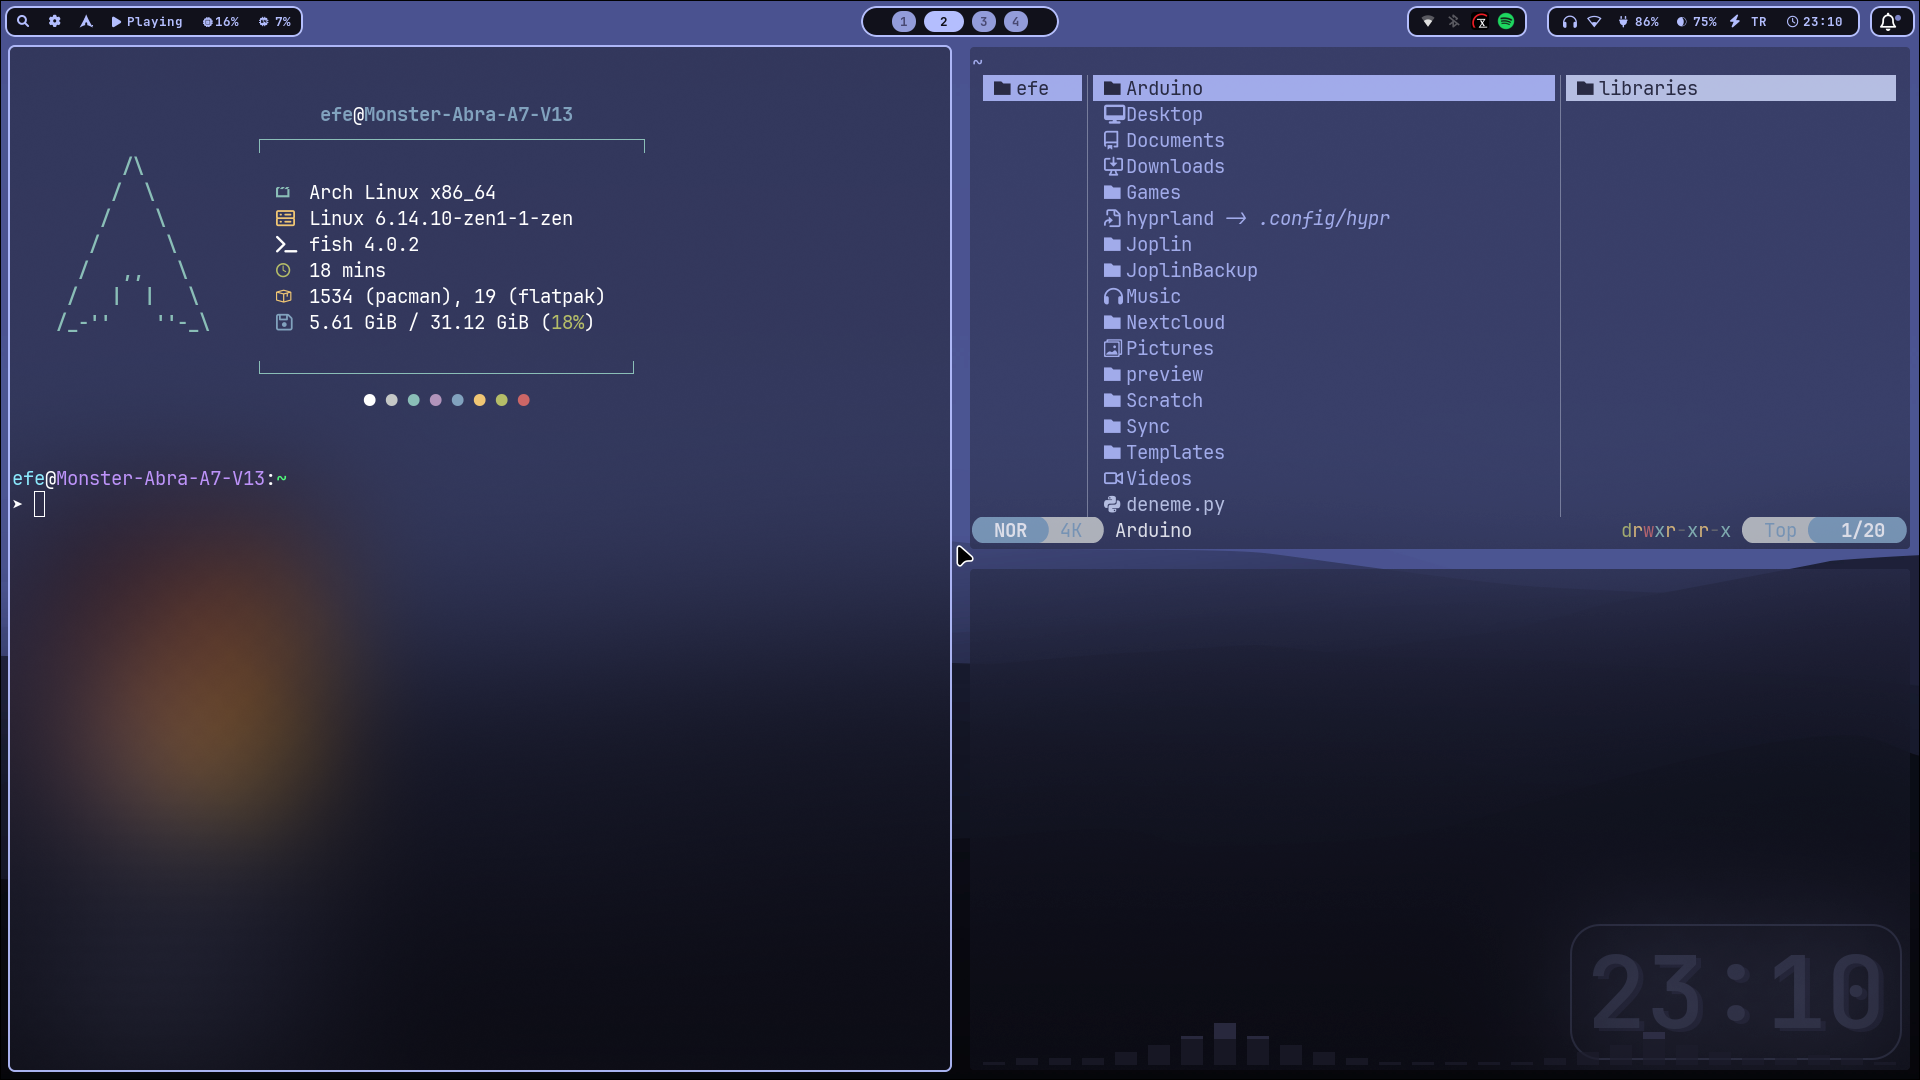 Playing 16% 7%
1 2 3 4
86% 75% TR 23:10
efe@Monster-Abra-A7-V13
Arch Linux x86_64
Linux 6.14.10-zen1-1-zen
fish 4.0.2
18 mins
1534 (pacman), 19 (flatpak)
5.61 GiB / 31.12 GiB (18%)
efe@Monster-Abra-A7-V13:~
➤
~
efe
Arduino
Desktop
Documents
Downloads
Games
hyprland -> .config/hypr
Joplin
JoplinBackup
Music
Nextcloud
Pictures
preview
Scratch
Sync
Templates
Videos
deneme.py
libraries
NOR 4K Arduino drwxr-xr-x Top 1/20
23:10